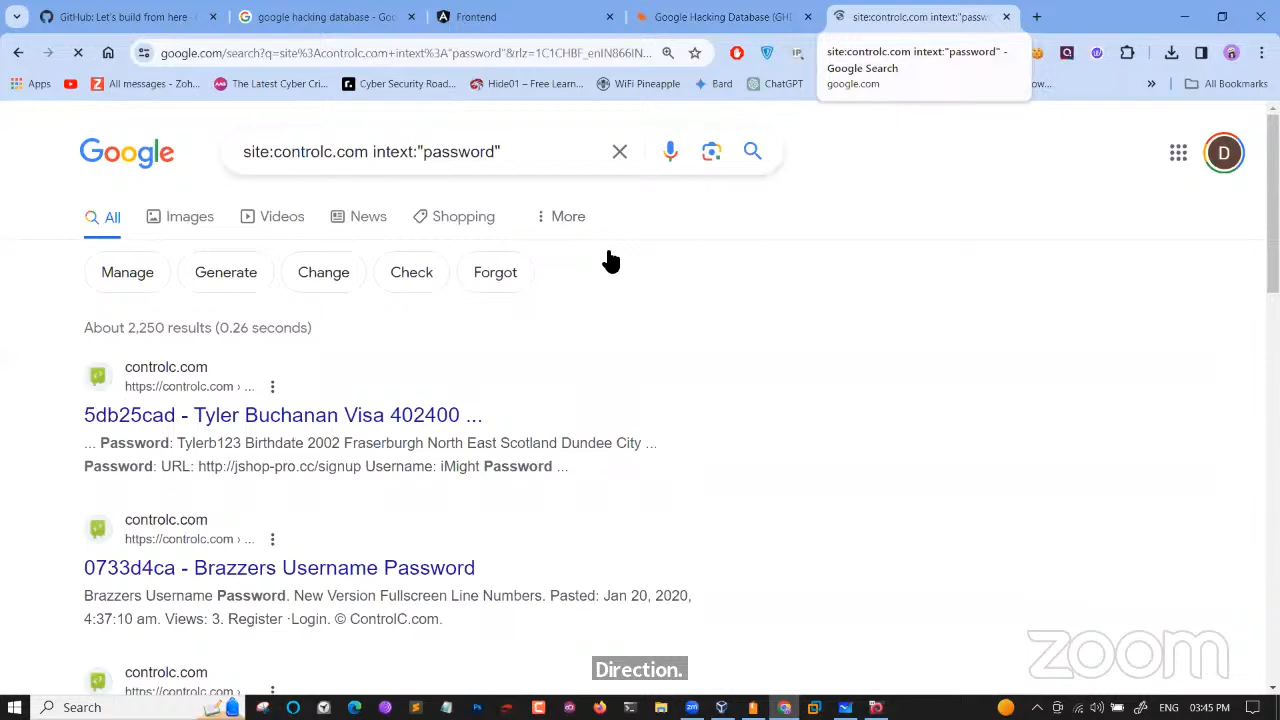 GitHub: Let's build from her
google hacking database - Go
Frontend
Google Hacking Database (GH
site:controlc.com intext:"passw
google.com/search?q=site%3Acontrolc.com+intext%3A"password"&rlz=1C1CHBF_enIN866IN...
site:controlc.com intext:"password" -
Google Search
google.com
Apps
All messages - Zoh...
The Latest Cyber Cri...
Cyber Security Road...
Hide01 – Free Learn...
WiFi Pineapple
Bard
ChatGPT
ow...
»
All Bookmarks
Google
site:controlc.com intext:"password"
D
All
Images
Videos
News
Shopping
More
Manage
Generate
Change
Check
Forgot
About 2,250 results (0.26 seconds)
controlc.com
https://controlc.com › ...
5db25cad - Tyler Buchanan Visa 402400 ...
... Password: Tylerb123 Birthdate 2002 Fraserburgh North East Scotland Dundee City ...
Password: URL: http://jshop-pro.cc/signup Username: iMight Password ...
controlc.com
https://controlc.com › ...
0733d4ca - Brazzers Username Password
Brazzers Username Password. New Version Fullscreen Line Numbers. Pasted: Jan 20, 2020,
4:37:10 am. Views: 3. Register ·Login. © ControlC.com.
controlc.com
https://controlc.com › ...
Direction.
zoom
Search
ENG
03:45 PM